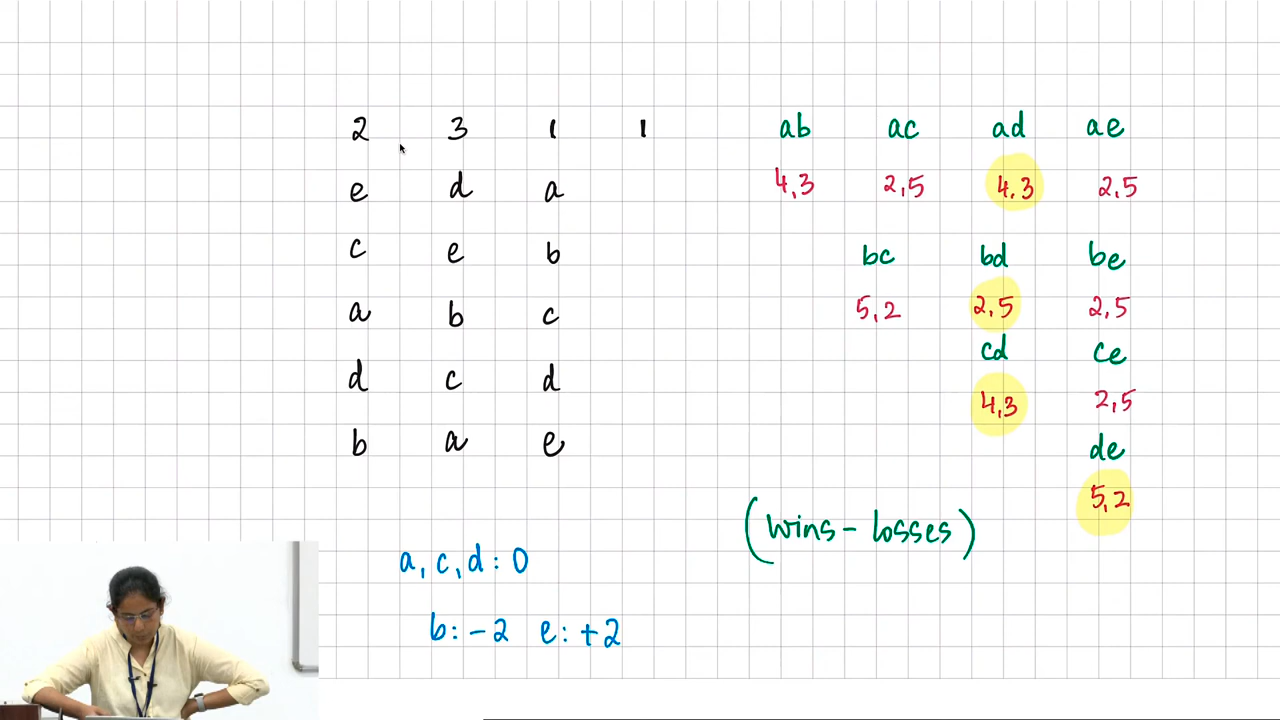 2 3 1 1
e d a
c e b
a b c
d c d
b a e
ab ac ad ae
4,3 2,5 4,3 2,5
bc bd be
5,2 2,5 2,5
cd ce
4,3 2,5
de
5,2
(wins - losses)
a, c, d : 0
b: -2 e: +2